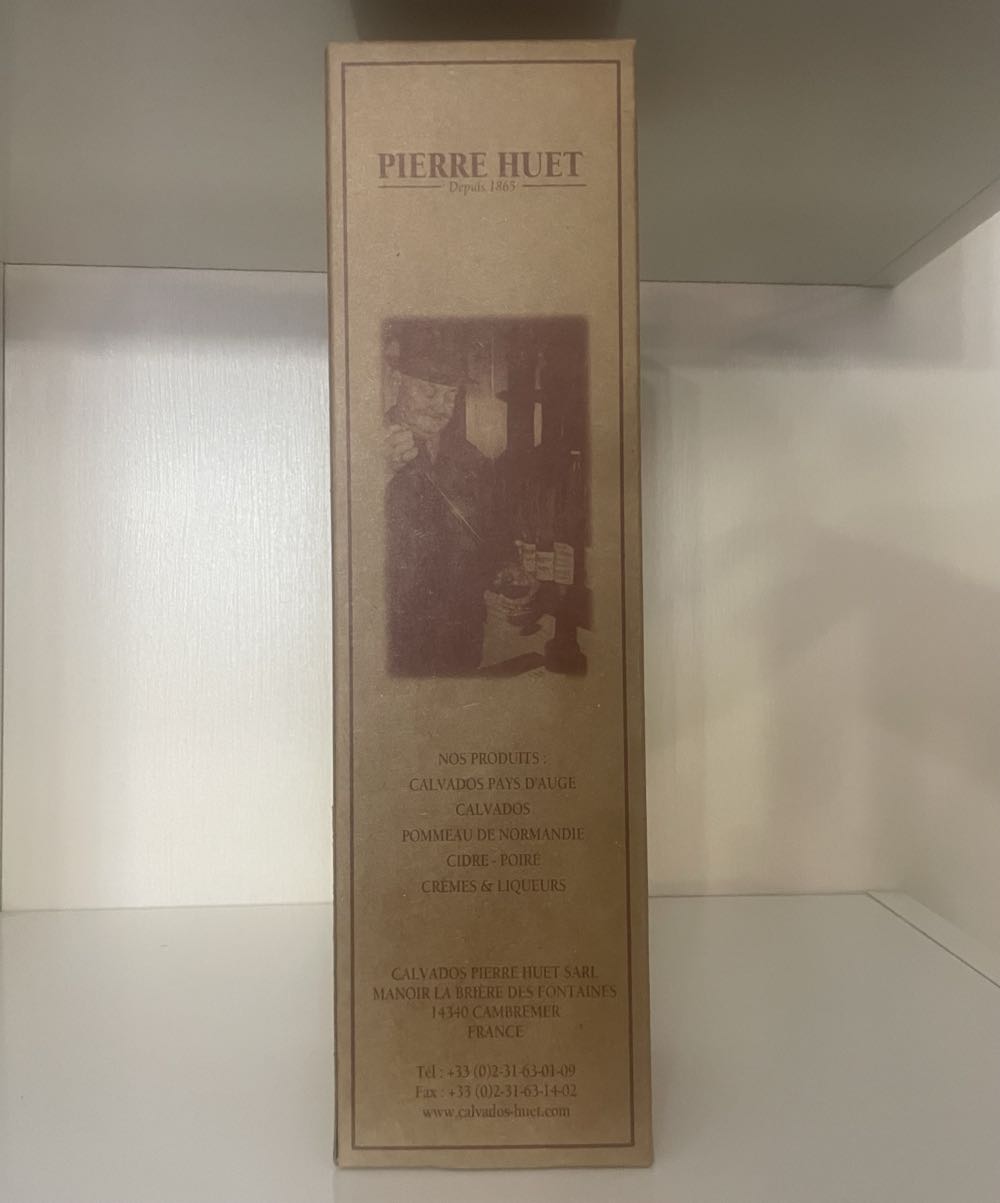 PIERRE HUET
Depuis 1865
NOS PRODUITS :
CALVADOS PAYS D'AUGE
CALVADOS
POMMEAU DE NORMANDIE
CIDRE - POIRÉ
CRÈMES & LIQUEURS
CALVADOS PIERRE HUET SARL
MANOIR LA BRIÈRE DES FONTAINES
14340 CAMBREMER
FRANCE
Tél : +33 (0)2-31-63-01-09
Fax : +33 (0)2-31-63-14-02
www.calvados-huet.com